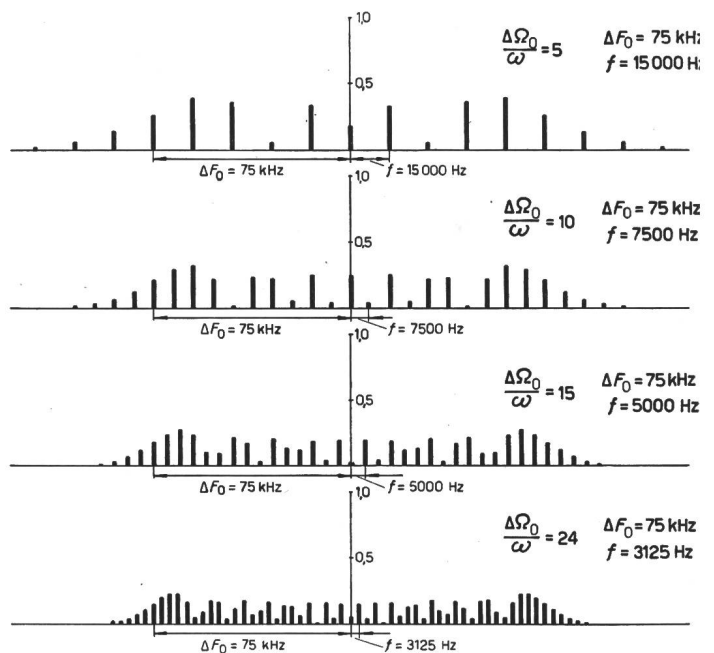 1,0
0,5
ΔΩ₀/ω = 5 ΔF₀ = 75 kHz
f = 15 000 Hz
ΔF₀ = 75 kHz f = 15 000 Hz
1,0
0,5
ΔΩ₀/ω = 10 ΔF₀ = 75 kHz
f = 7500 Hz
ΔF₀ = 75 kHz f = 7500 Hz
1,0
0,5
ΔΩ₀/ω = 15 ΔF₀ = 75 kHz
f = 5000 Hz
ΔF₀ = 75 kHz f = 5000 Hz
1,0
0,5
ΔΩ₀/ω = 24 ΔF₀ = 75 kHz
f = 3125 Hz
ΔF₀ = 75 kHz f = 3125 Hz